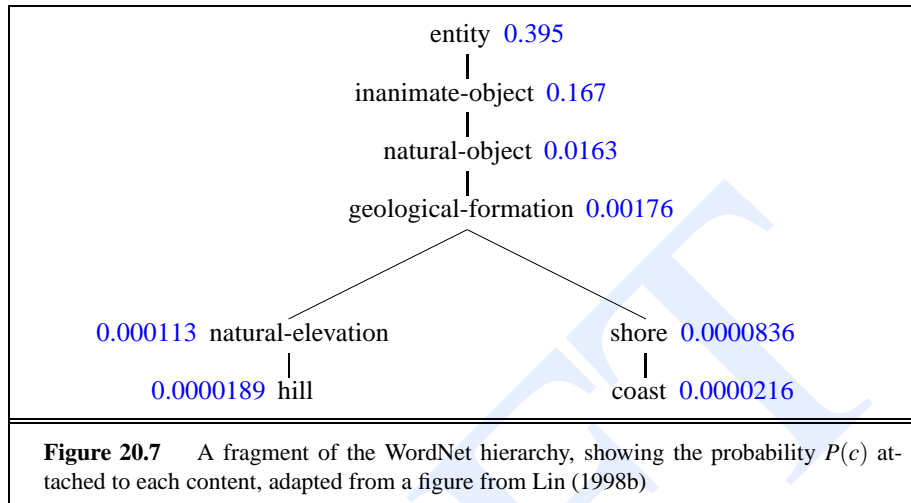 entity 0.395
inanimate-object 0.167
natural-object 0.0163
geological-formation 0.00176
0.000113 natural-elevation shore 0.0000836
0.0000189 hill coast 0.0000216
Figure 20.7 A fragment of the WordNet hierarchy, showing the probability P(c) at-
tached to each content, adapted from a figure from Lin (1998b)